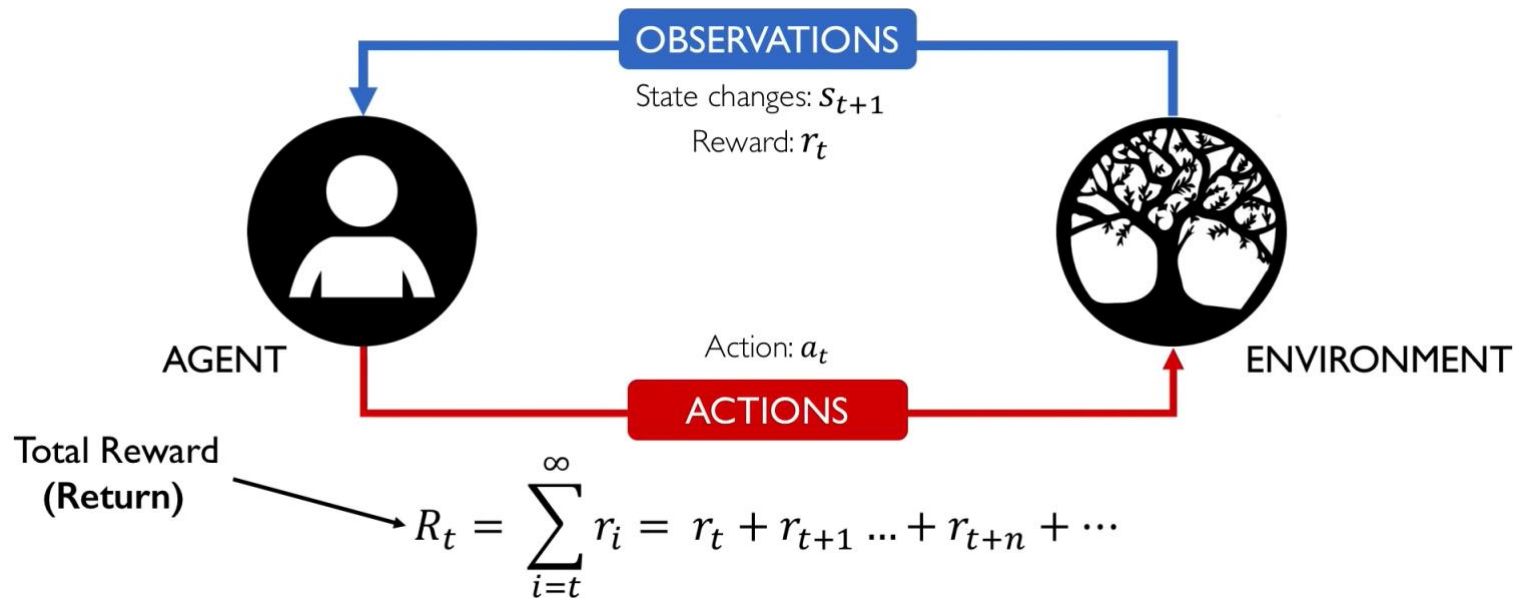 OBSERVATIONS
State changes: s_{t+1}
Reward: r_t
AGENT
ENVIRONMENT
Action: a_t
ACTIONS
Total Reward
(Return)
R_t = \sum_{i=t}^{∞} r_i = r_t + r_{t+1} ... + r_{t+n} + ⋯